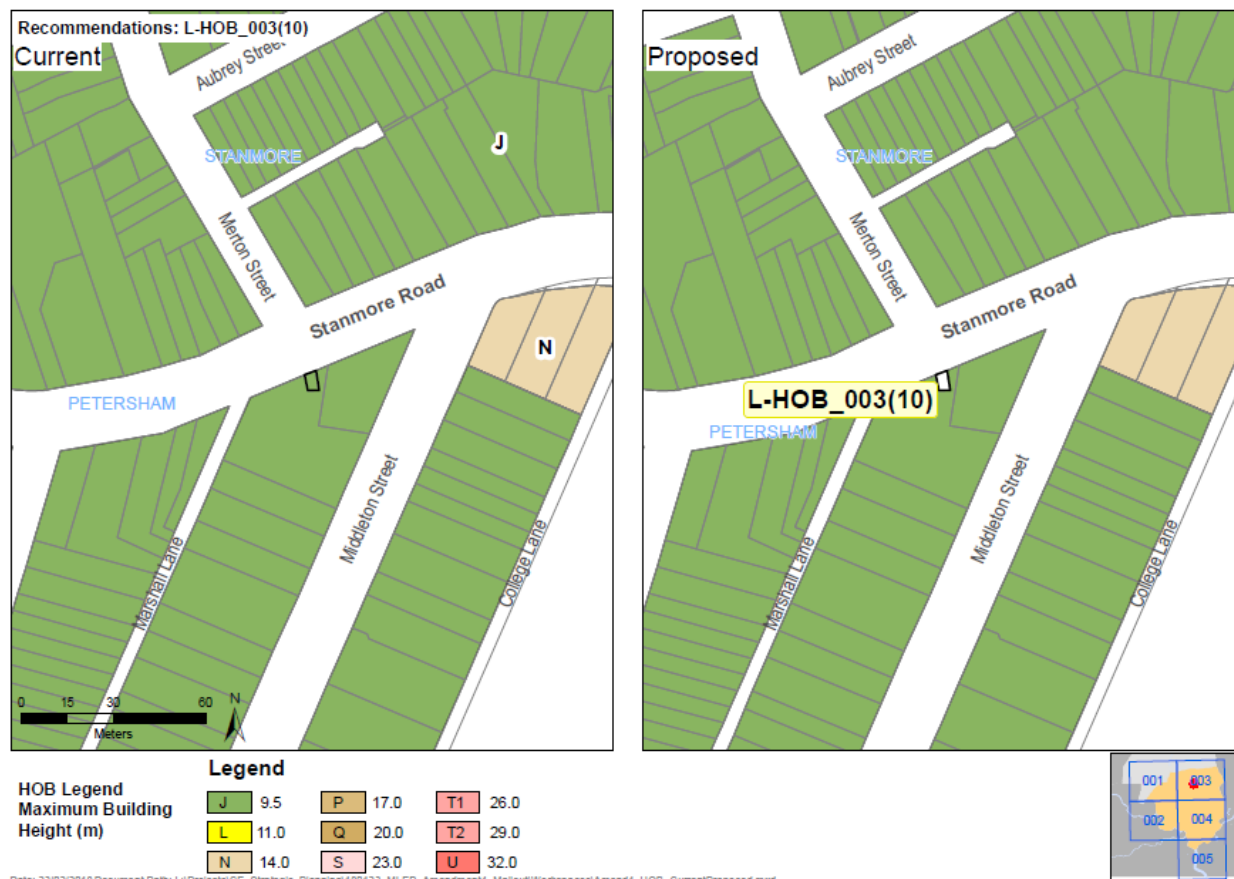 Recommendations: L-HOB_003(10)
Current
Aubrey Street
STANMORE
J
Merton Street
Stanmore Road
N
PETERSHAM
Middleton Street
Marshall Lane
College Lane
0 15 30 60
Meters
N
Proposed
Aubrey Street
STANMORE
Merton Street
Stanmore Road
L-HOB_003(10)
PETERSHAM
Middleton Street
Marshall Lane
College Lane
HOB Legend
Maximum Building
Height (m)
Legend
J 9.5
L 11.0
N 14.0
P 17.0
Q 20.0
S 23.0
T1 26.0
T2 29.0
U 32.0
001 003
002 004
005